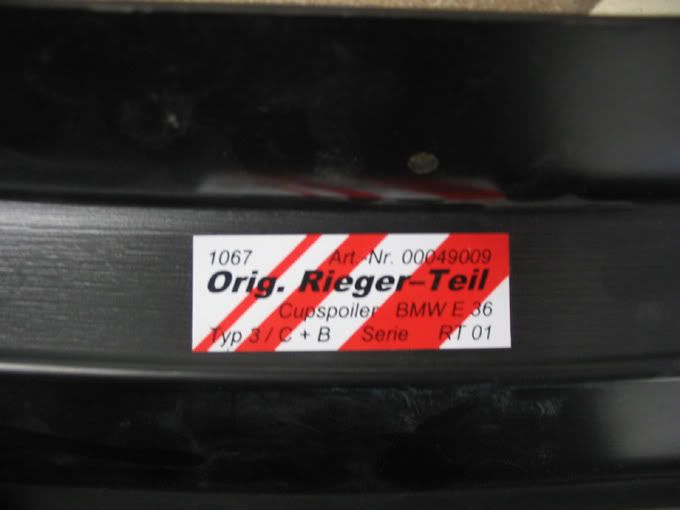 1067 Art.-Nr. 00049009
Orig. Rieger-Teil
Cupspoiler BMW E 36
Typ 3 / C + B Serie RT 01